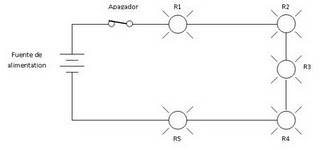 Apagador
R1
R2
Fuente de
alimentation
R3
R5
R4